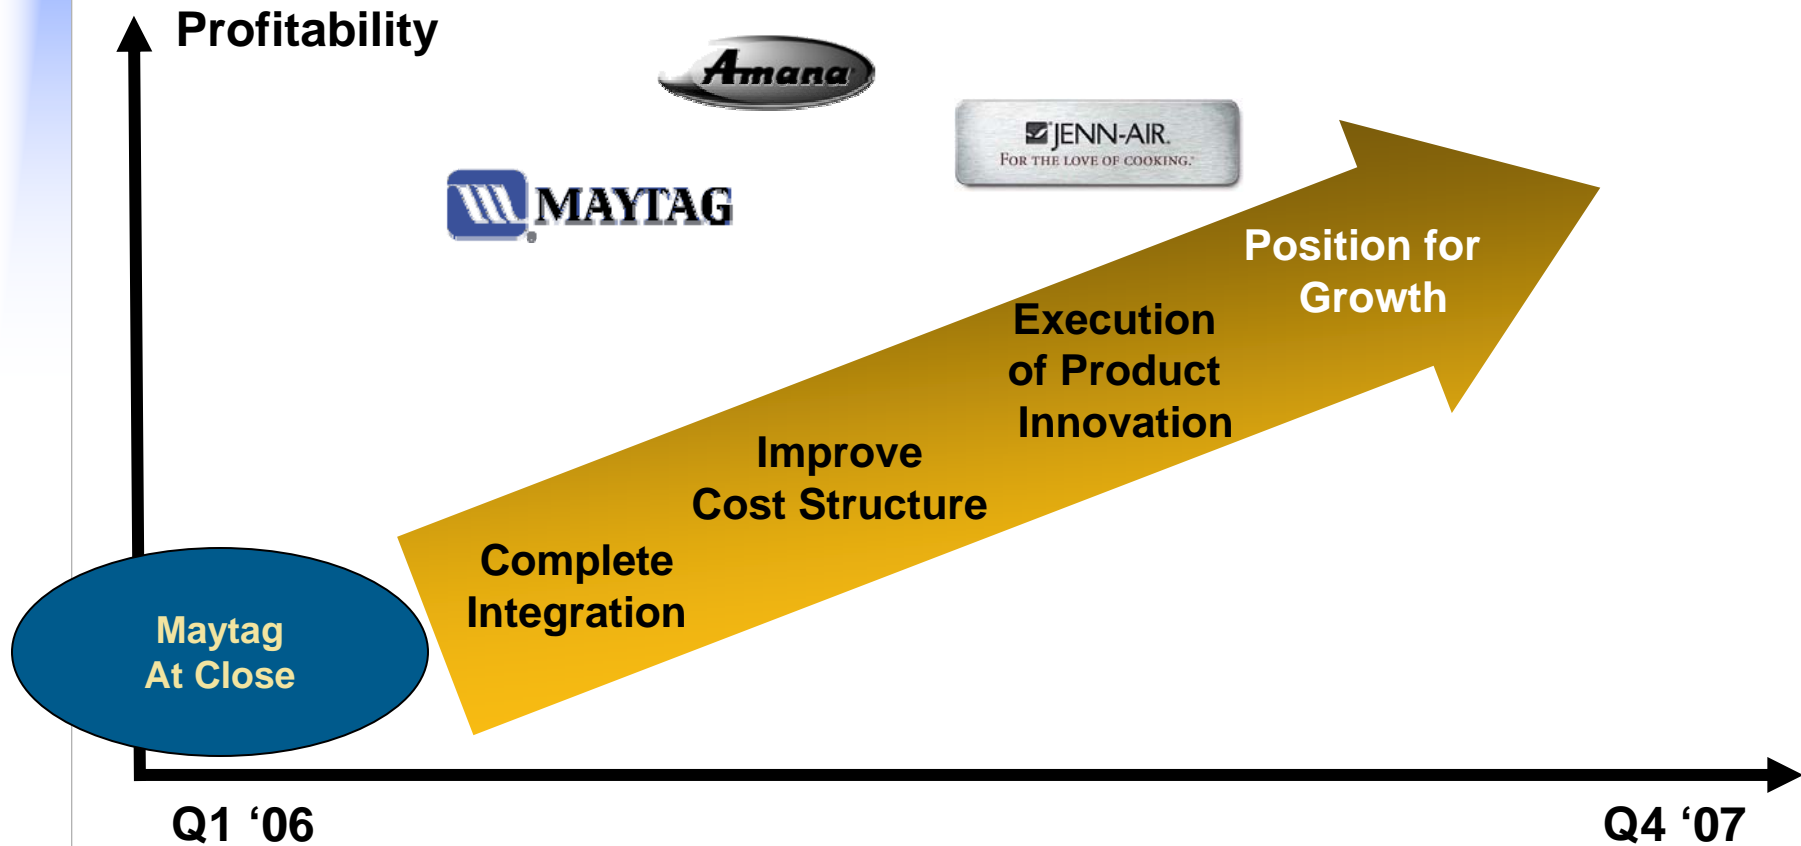 Profitability
Amana
JENN-AIR.
FOR THE LOVE OF COOKING.™
MAYTAG
Position for
Growth
Execution
of Product
Innovation
Improve
Cost Structure
Complete
Integration
Maytag
At Close
Q1 ‘06
Q4 ‘07